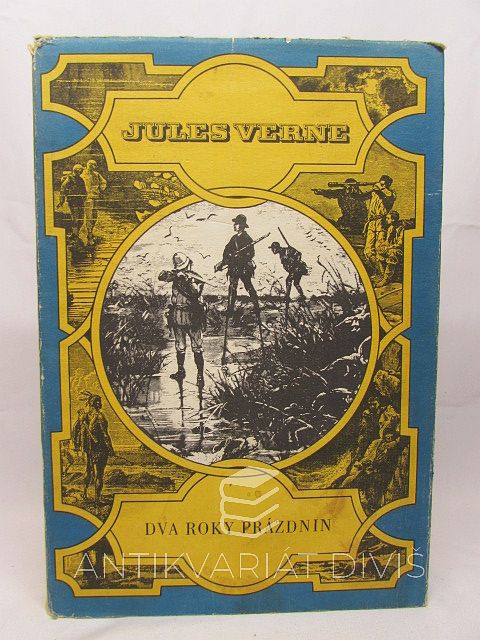 JULES VERNE
DVA ROKY PRÁZDNIN
ANTIKVARIÁT DIVIŠ